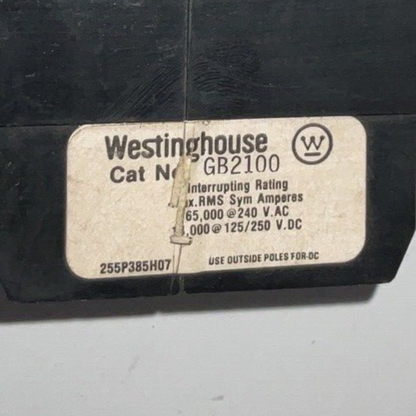 Westinghouse
Cat No GB2100
W
Interrupting Rating
RMS Sym Amperes
65,000 @ 240 V.AC
,000 @ 125/250 V.DC
255P385H07
USE OUTSIDE POLES FOR DC